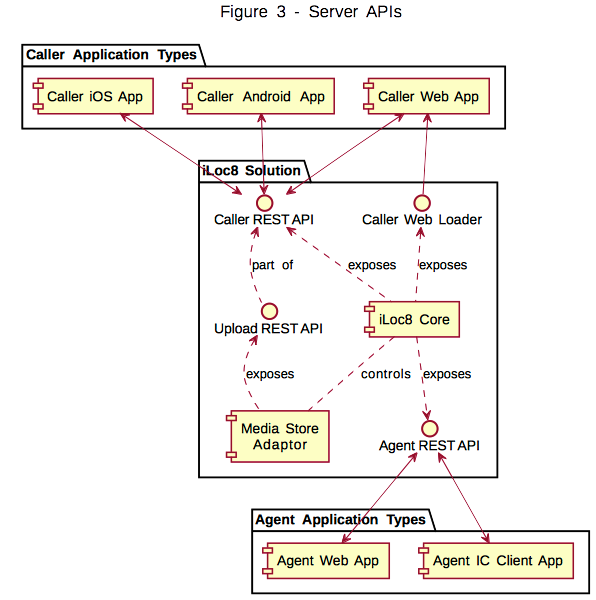 Figure 3 - Server APIs
Caller Application Types
Caller iOS App
Caller Android App
Caller Web App
iLoc8 Solution
Caller REST API
Caller Web Loader
part of
exposes
exposes
Upload REST API
iLoc8 Core
exposes
controls
exposes
Media Store
Adaptor
Agent REST API
Agent Application Types
Agent Web App
Agent IC Client App